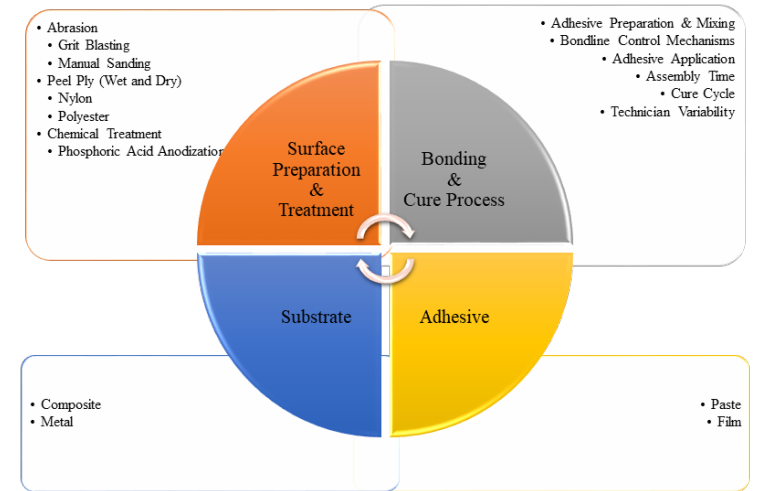 • Abrasion
• Grit Blasting
• Manual Sanding
• Peel Ply (Wet and Dry)
• Nylon
• Polyester
• Chemical Treatment
• Phosphoric Acid Anodization
• Adhesive Preparation & Mixing
• Bondline Control Mechanisms
• Adhesive Application
• Assembly Time
• Cure Cycle
• Technician Variability
Surface
Preparation
&
Treatment
Bonding
&
Cure Process
Substrate
Adhesive
• Composite
• Metal
• Paste
• Film